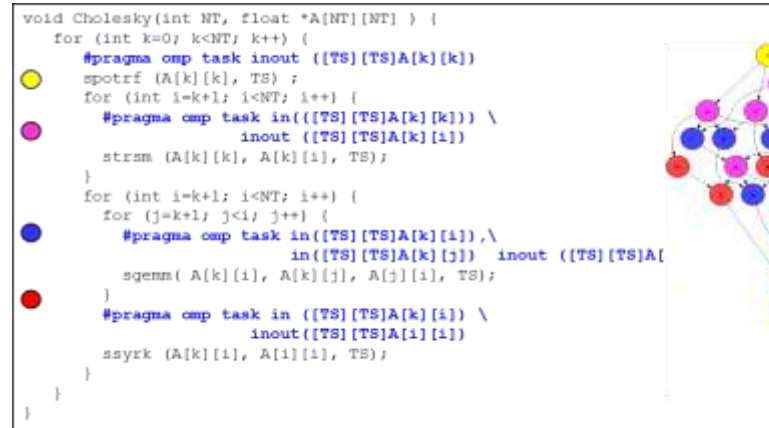 void Cholesky(int NT, float *A[NT][NT] ) {
for (int k=0; k<NT; k++) {
#pragma omp task inout ([TS][TS]A[k][k])
spotrf (A[k][k], TS) ;
for (int i=k+1; i<NT; i++) {
#pragma omp task in(([TS][TS]A[k][k])) \
inout ([TS][TS]A[k][i])
strsm (A[k][k], A[k][i], TS);
}
for (int i=k+1; i<NT; i++) {
for (j=k+1; j<i; j++) {
#pragma omp task in([TS][TS]A[k][i]),\
in([TS][TS]A[k][j]) inout ([TS][TS]A[
sgemm( A[k][i], A[k][j], A[j][i], TS);
}
#pragma omp task in ([TS][TS]A[k][i]) \
inout([TS][TS]A[i][i])
ssyrk (A[k][i], A[i][i], TS);
}
}
}